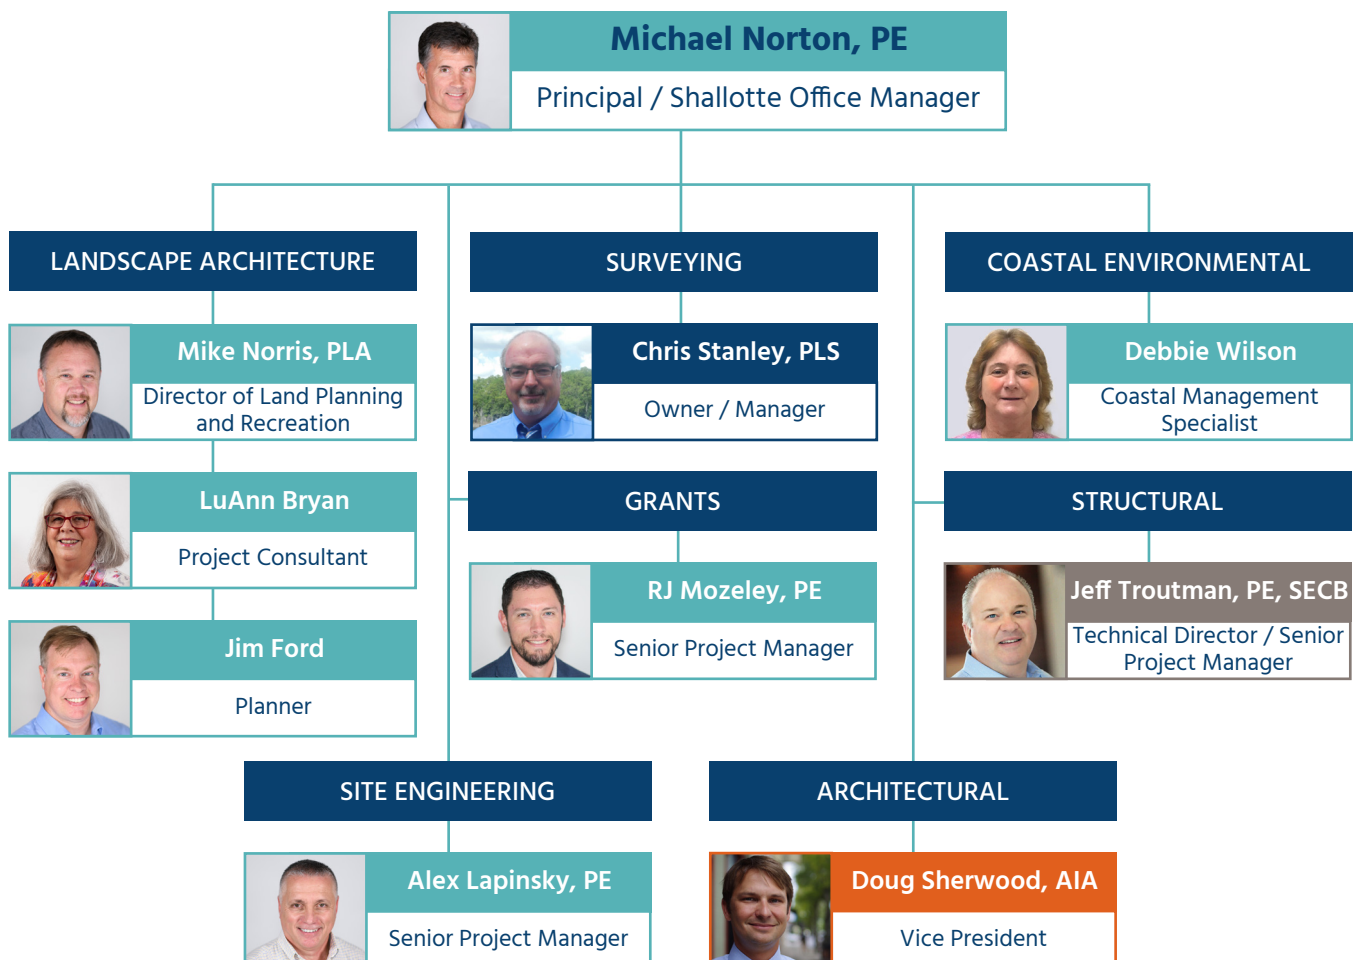 Michael Norton, PE
Principal / Shallotte Office Manager
LANDSCAPE ARCHITECTURE
Mike Norris, PLA
Director of Land Planning
and Recreation
LuAnn Bryan
Project Consultant
Jim Ford
Planner
SURVEYING
Chris Stanley, PLS
Owner / Manager
GRANTS
RJ Mozeley, PE
Senior Project Manager
COASTAL ENVIRONMENTAL
Debbie Wilson
Coastal Management
Specialist
STRUCTURAL
Jeff Troutman, PE, SECB
Technical Director / Senior
Project Manager
SITE ENGINEERING
Alex Lapinsky, PE
Senior Project Manager
ARCHITECTURAL
Doug Sherwood, AIA
Vice President